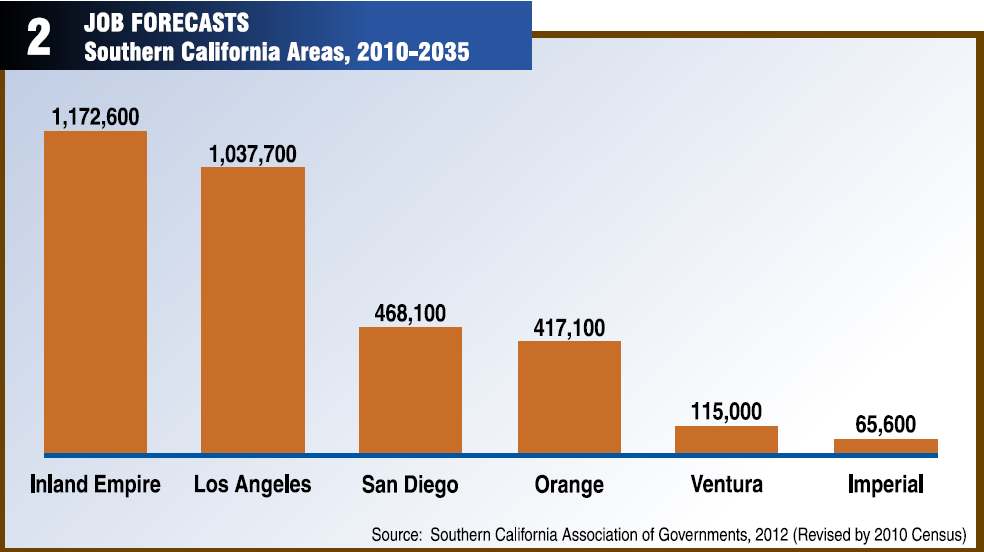 2
JOB FORECASTS
Southern California Areas, 2010-2035
1,172,600
1,037,700
468,100
417,100
115,000
65,600
Inland Empire
Los Angeles
San Diego
Orange
Ventura
Imperial
Source: Southern California Association of Governments, 2012 (Revised by 2010 Census)